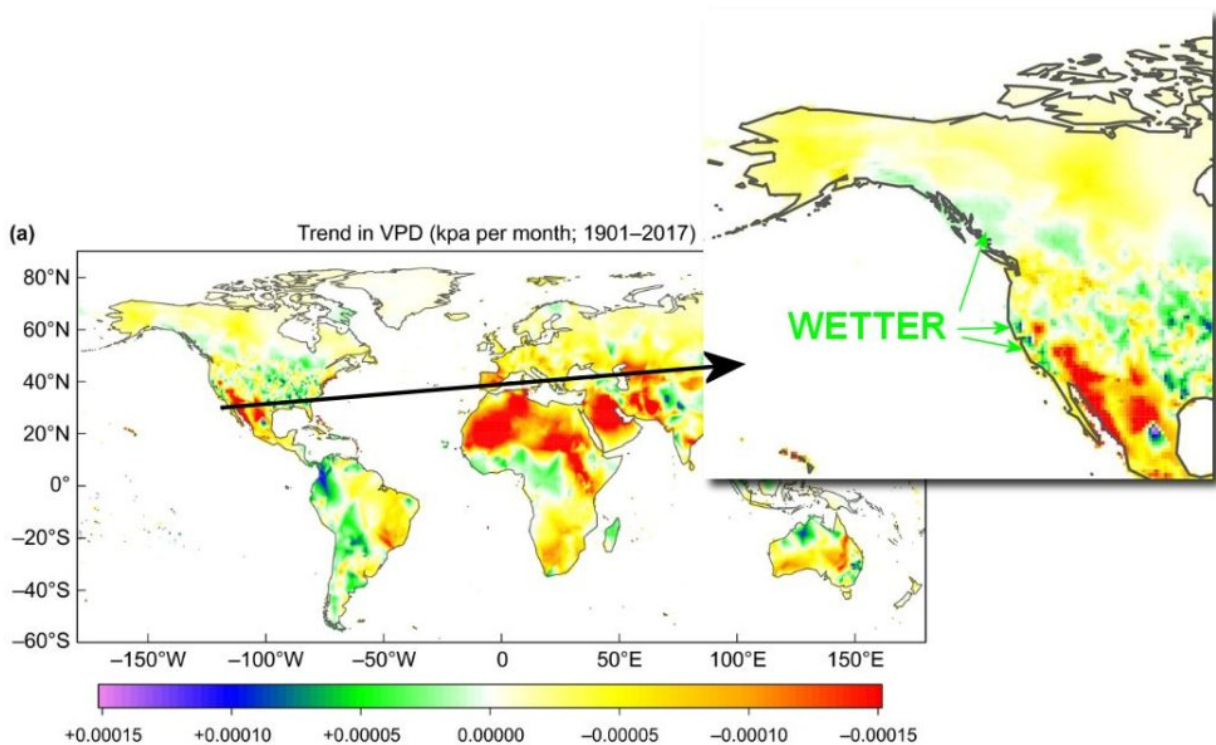 (a)
Trend in VPD (kpa per month; 1901–2017)
80°N
60°N
40°N
20°N
0°
–20°S
–40°S
–60°S
–150°W –100°W –50°W 0 50°E 100°E 150°E
WETTER
+0.00015 +0.00010 +0.00005 0.00000 –0.00005 –0.00010 –0.00015